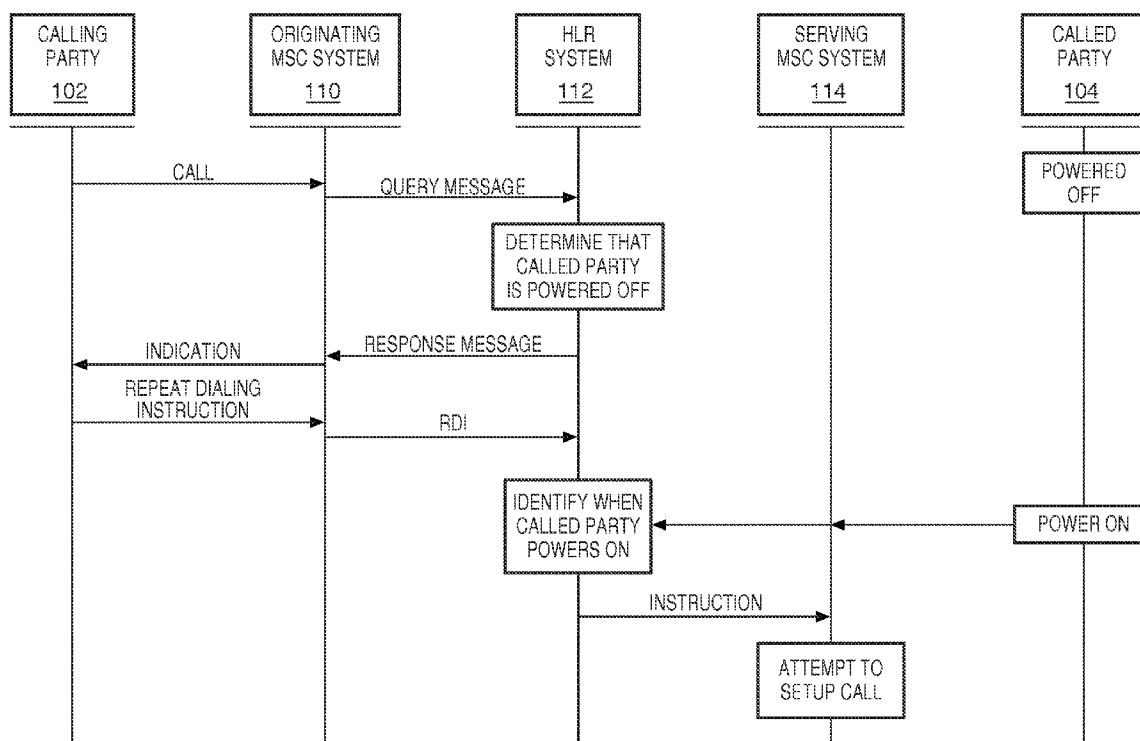 CALLING
PARTY
102
ORIGINATING
MSC SYSTEM
110
HLR
SYSTEM
112
SERVING
MSC SYSTEM
114
CALLED
PARTY
104
POWERED
OFF
CALL
QUERY MESSAGE
DETERMINE THAT
CALLED PARTY
IS POWERED OFF
RESPONSE MESSAGE
INDICATION
REPEAT DIALING
INSTRUCTION
RDI
IDENTIFY WHEN
CALLED PARTY
POWERS ON
POWER ON
INSTRUCTION
ATTEMPT TO
SETUP CALL